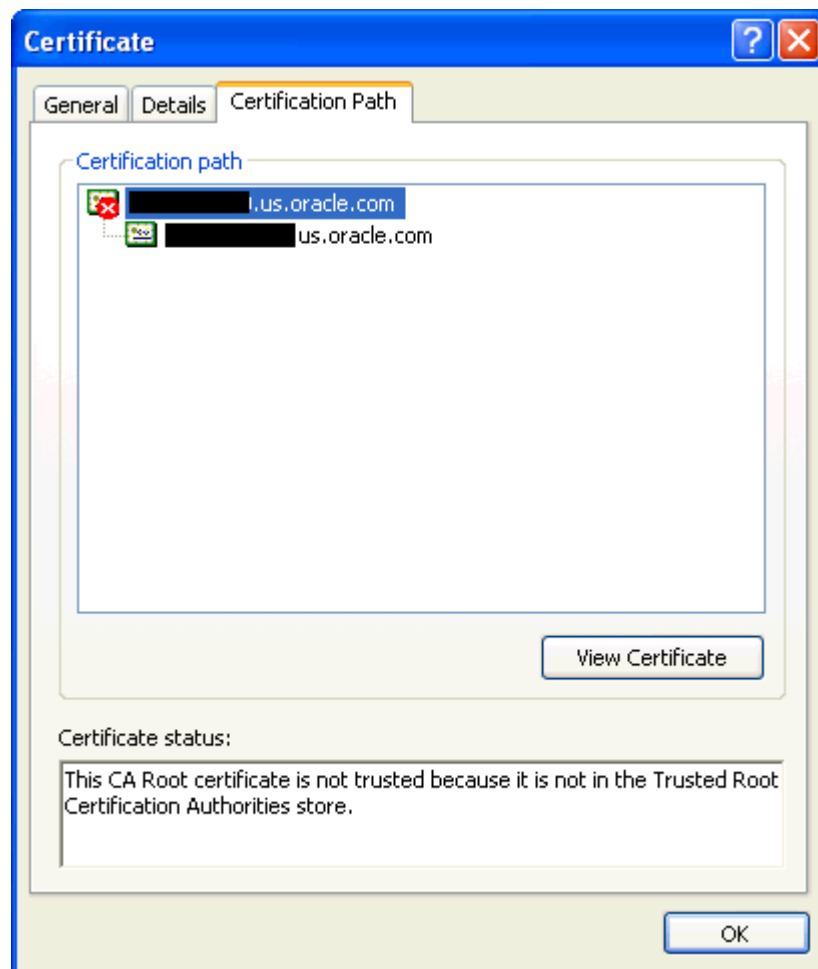 Certificate
General Details Certification Path
Certification path
.us.oracle.com
us.oracle.com
View Certificate
Certificate status:
This CA Root certificate is not trusted because it is not in the Trusted Root
Certification Authorities store.
OK